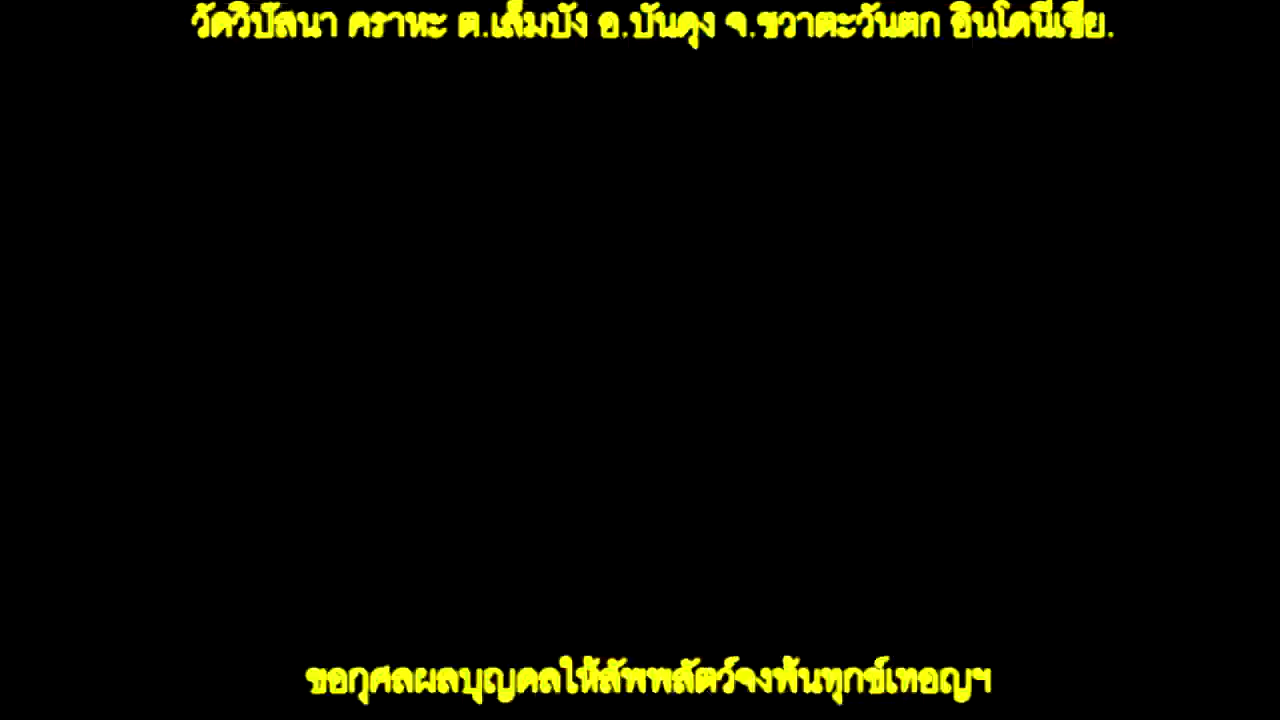 วัดวิปัสนา คราหะ ต.เล็มบัง อ.บันดุง จ.ชวาตะวันตก อินโดนีเซีย.
ขอกุศลผลบุญดลให้สัพพสัตว์จงพ้นทุกข์เทอญฯ